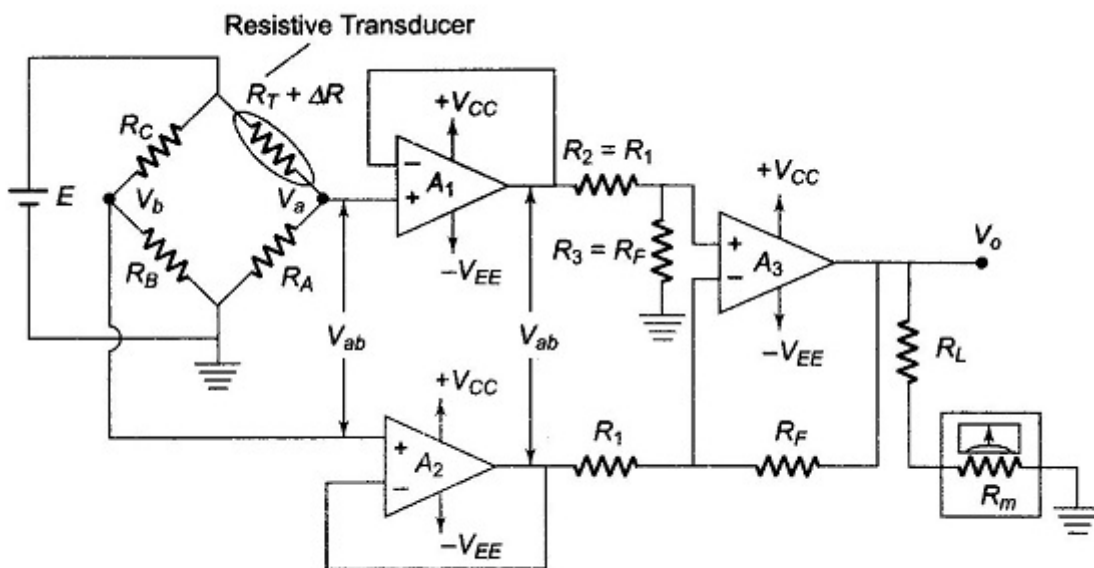 Resistive Transducer
R_T + ΔR
+V_CC
R_C
R_2 = R_1
+V_CC
E
V_b
V_a
−
+
A_1
R_3 = R_F
+
−
A_3
V_o
R_B
R_A
−V_EE
V_ab
V_ab
−V_EE
R_L
+V_CC
+
−
A_2
R_1
R_F
R_m
−V_EE